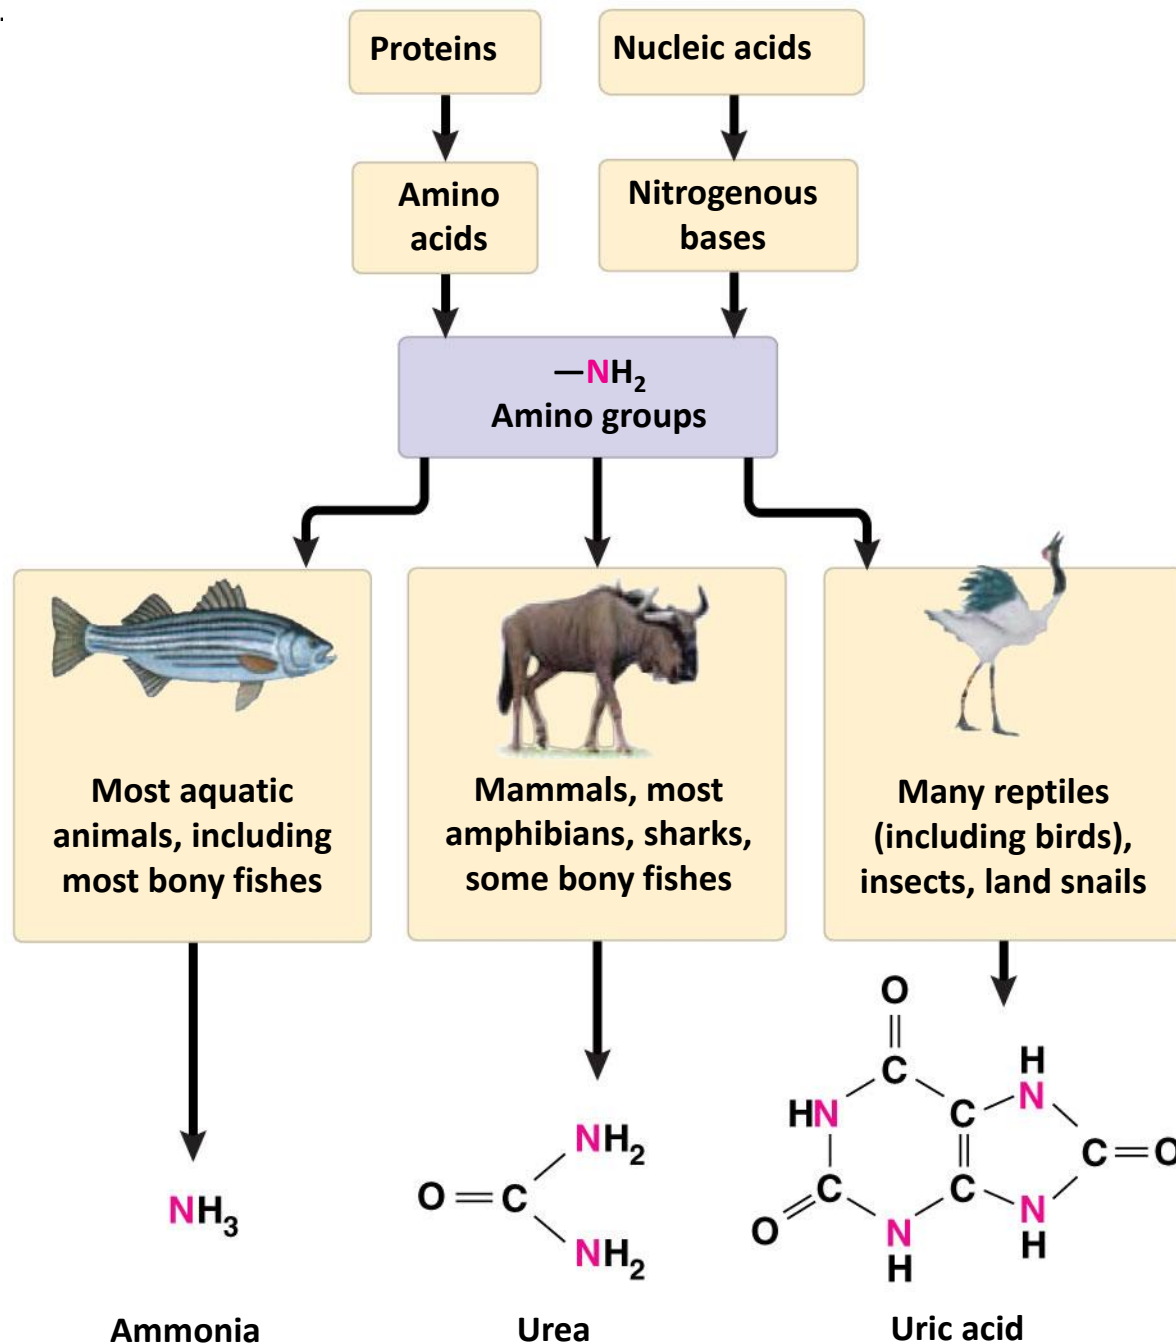 Proteins
Nucleic acids
Amino
acids
Nitrogenous
bases
—NH₂
Amino groups
Most aquatic
animals, including
most bony fishes
Mammals, most
amphibians, sharks,
some bony fishes
Many reptiles
(including birds),
insects, land snails
NH₃
Ammonia
NH₂
O=C
NH₂
Urea
O
C
H
HN
C
N
C=O
C
C
N
O
N
H
H
Uric acid